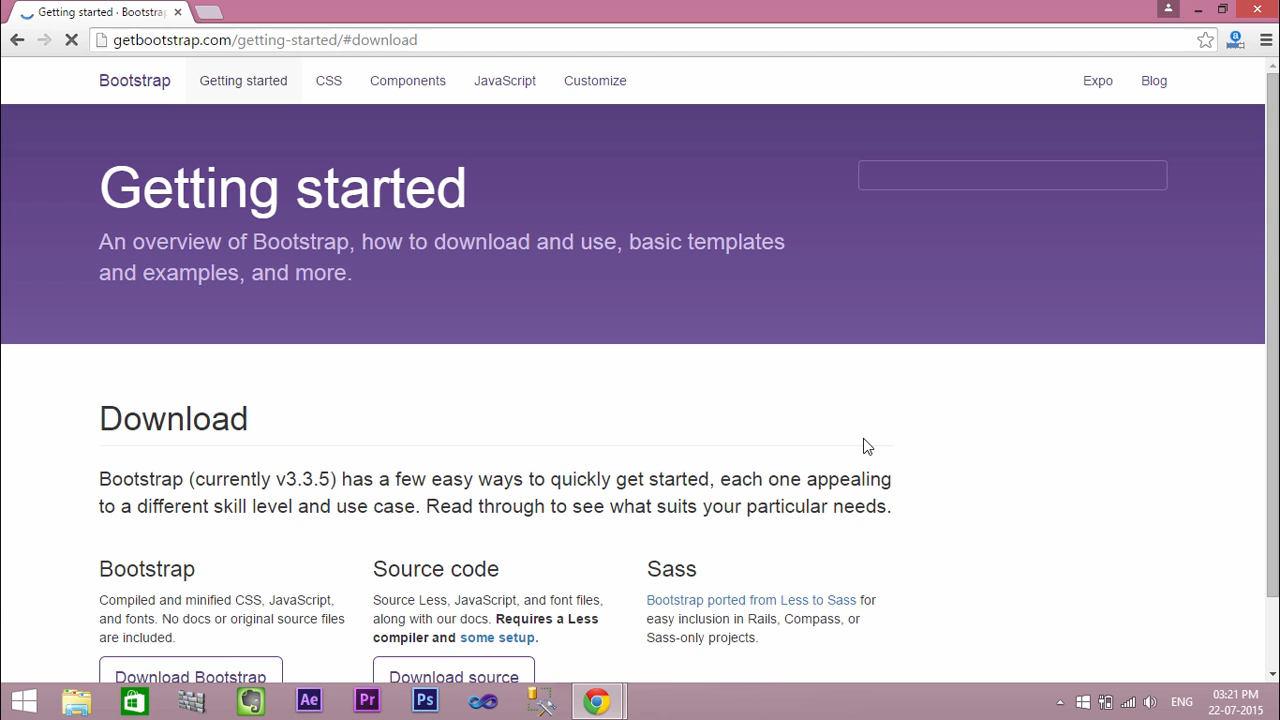 Getting started · Bootstra
getbootstrap.com/getting-started/#download
Bootstrap Getting started CSS Components JavaScript Customize Expo Blog
Getting started
An overview of Bootstrap, how to download and use, basic templates
and examples, and more.
Download
Bootstrap (currently v3.3.5) has a few easy ways to quickly get started, each one appealing
to a different skill level and use case. Read through to see what suits your particular needs.
Bootstrap
Compiled and minified CSS, JavaScript,
and fonts. No docs or original source files
are included.
Download Bootstrap
Source code
Source Less, JavaScript, and font files,
along with our docs. Requires a Less
compiler and some setup.
Download source
Sass
Bootstrap ported from Less to Sass for
easy inclusion in Rails, Compass, or
Sass-only projects.
Ae Pr Ps
ENG
03:21 PM
22-07-2015